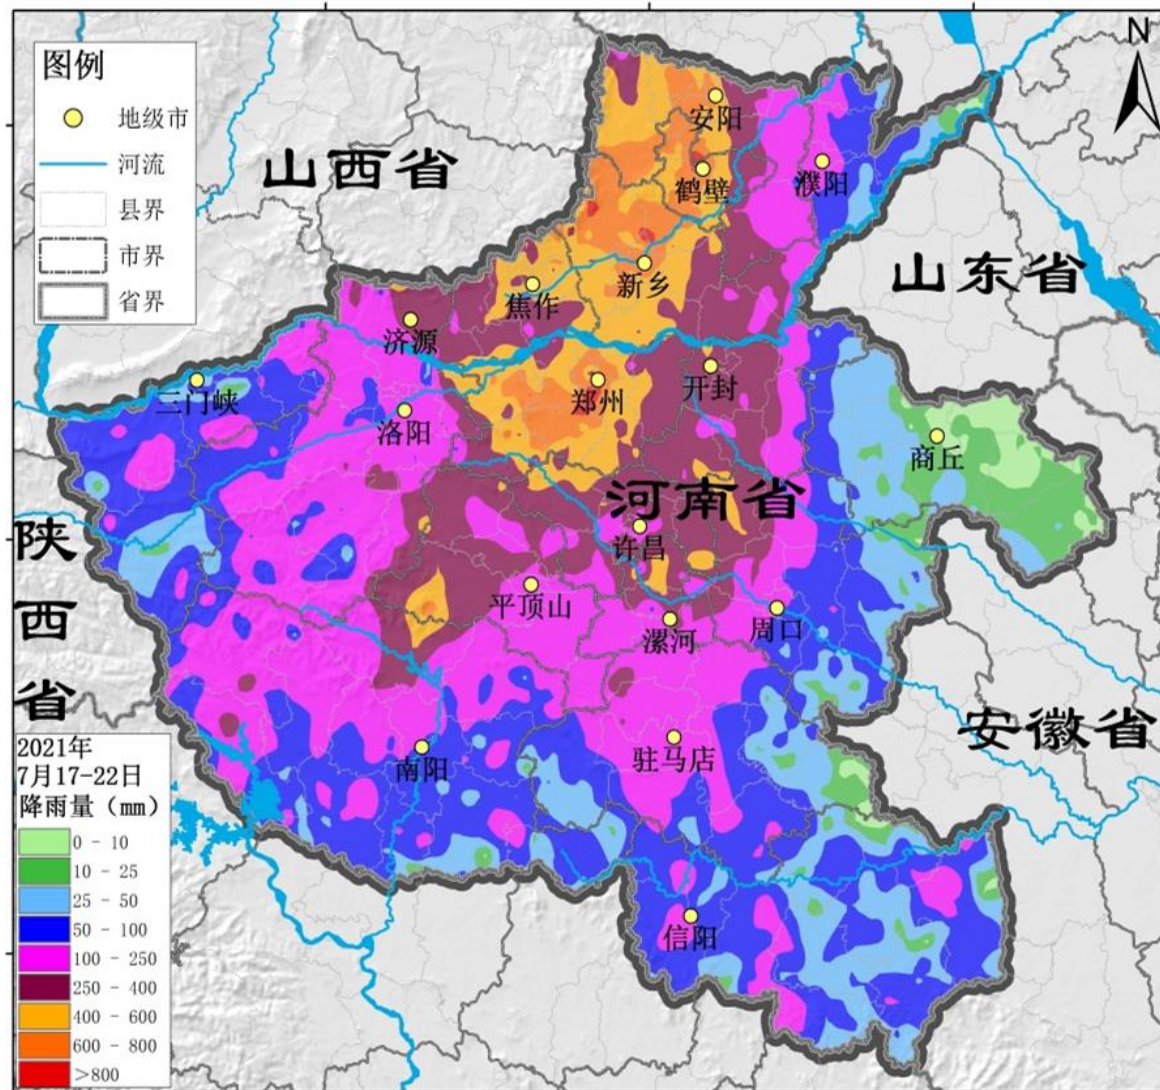 N
图例
地级市
河流
县界
市界
省界
山西省
安阳
鹤壁
濮阳
山东省
新乡
焦作
济源
三门峡
郑州
开封
洛阳
商丘
河南省
陕西省
许昌
平顶山
漯河
周口
安徽省
南阳
驻马店
信阳
2021年
7月17-22日
降雨量（mm）
0 - 10
10 - 25
25 - 50
50 - 100
100 - 250
250 - 400
400 - 600
600 - 800
>800